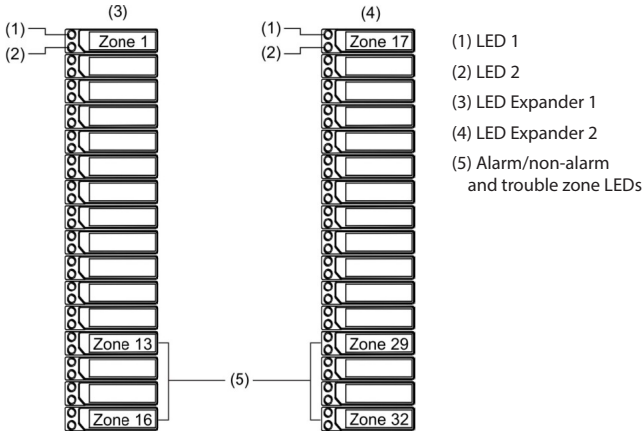 (3)
(1)
(2)
Zone 1
Zone 13
Zone 16
(4)
(1)
(2)
Zone 17
Zone 29
Zone 32
(5)
(1) LED 1
(2) LED 2
(3) LED Expander 1
(4) LED Expander 2
(5) Alarm/non-alarm
and trouble zone LEDs